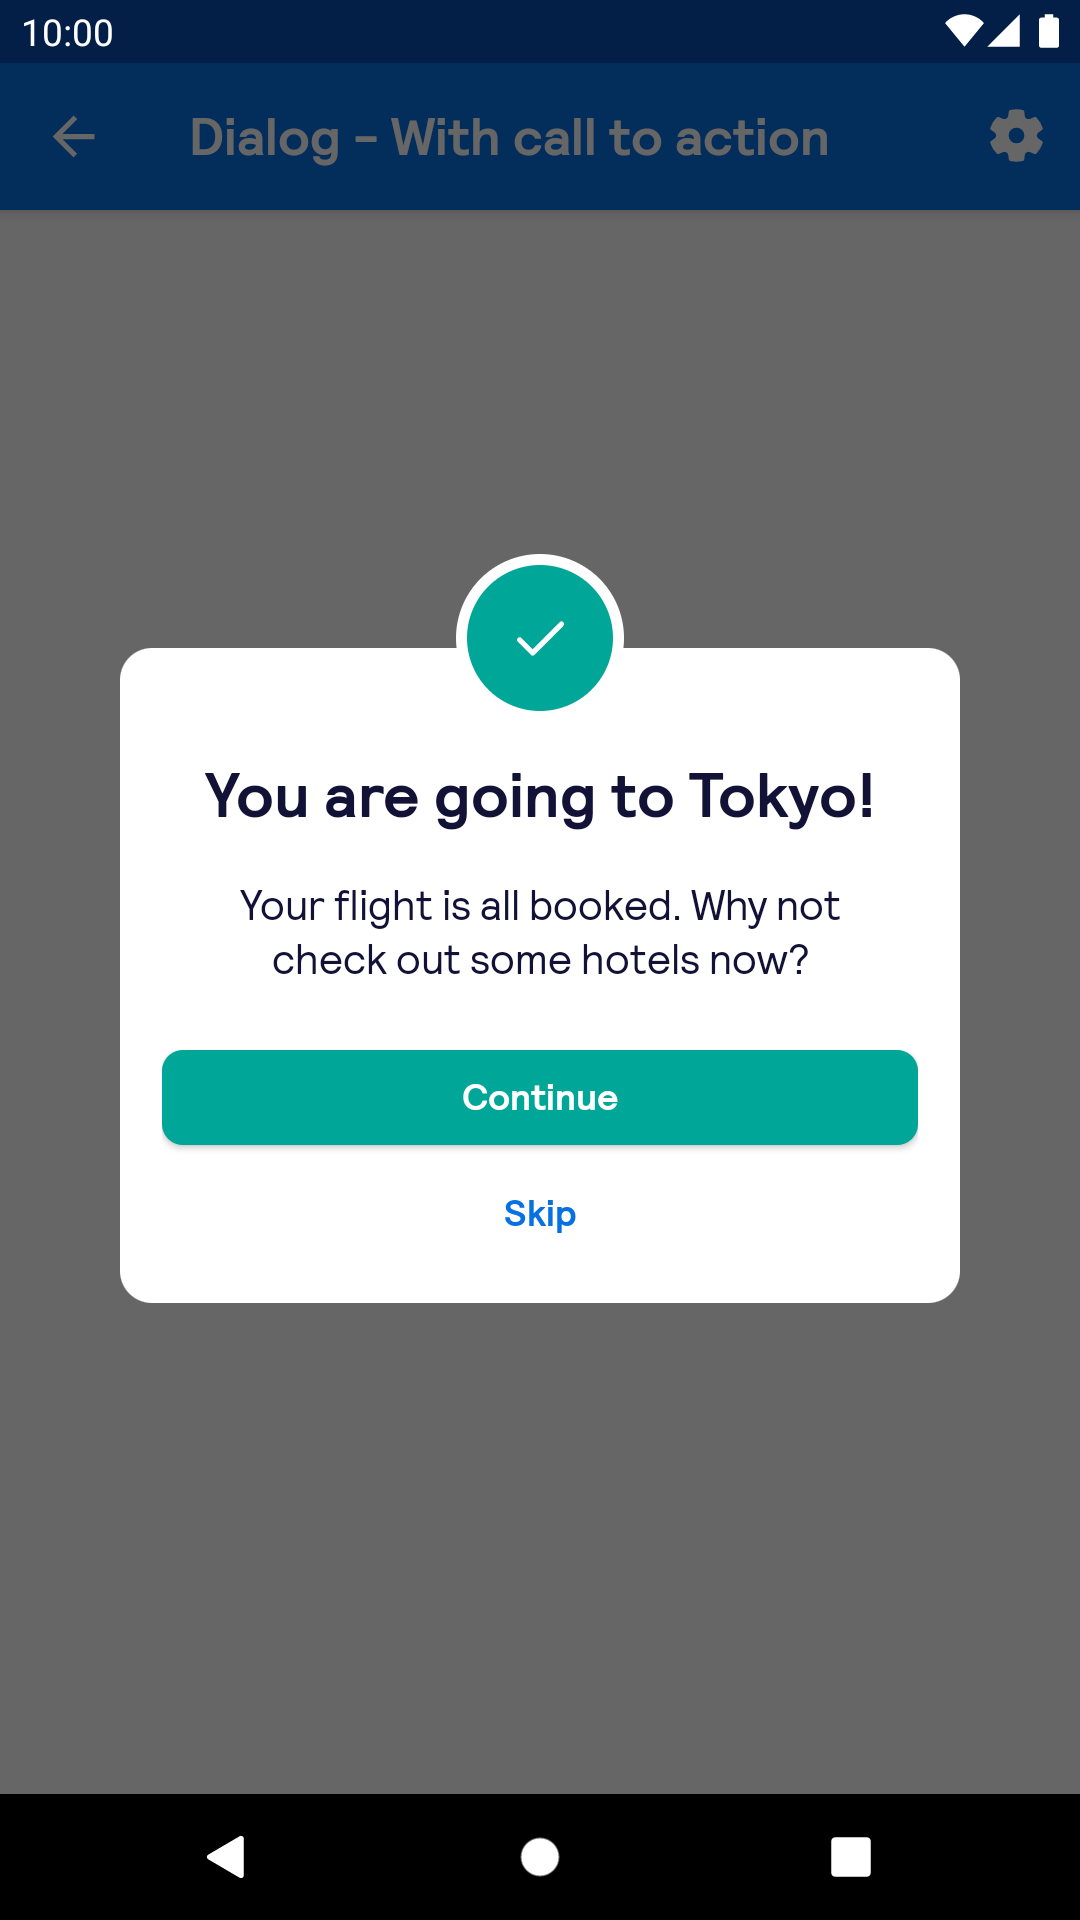 10:00
Dialog - With call to action
You are going to Tokyo!
Your flight is all booked. Why not
check out some hotels now?
Continue
Skip